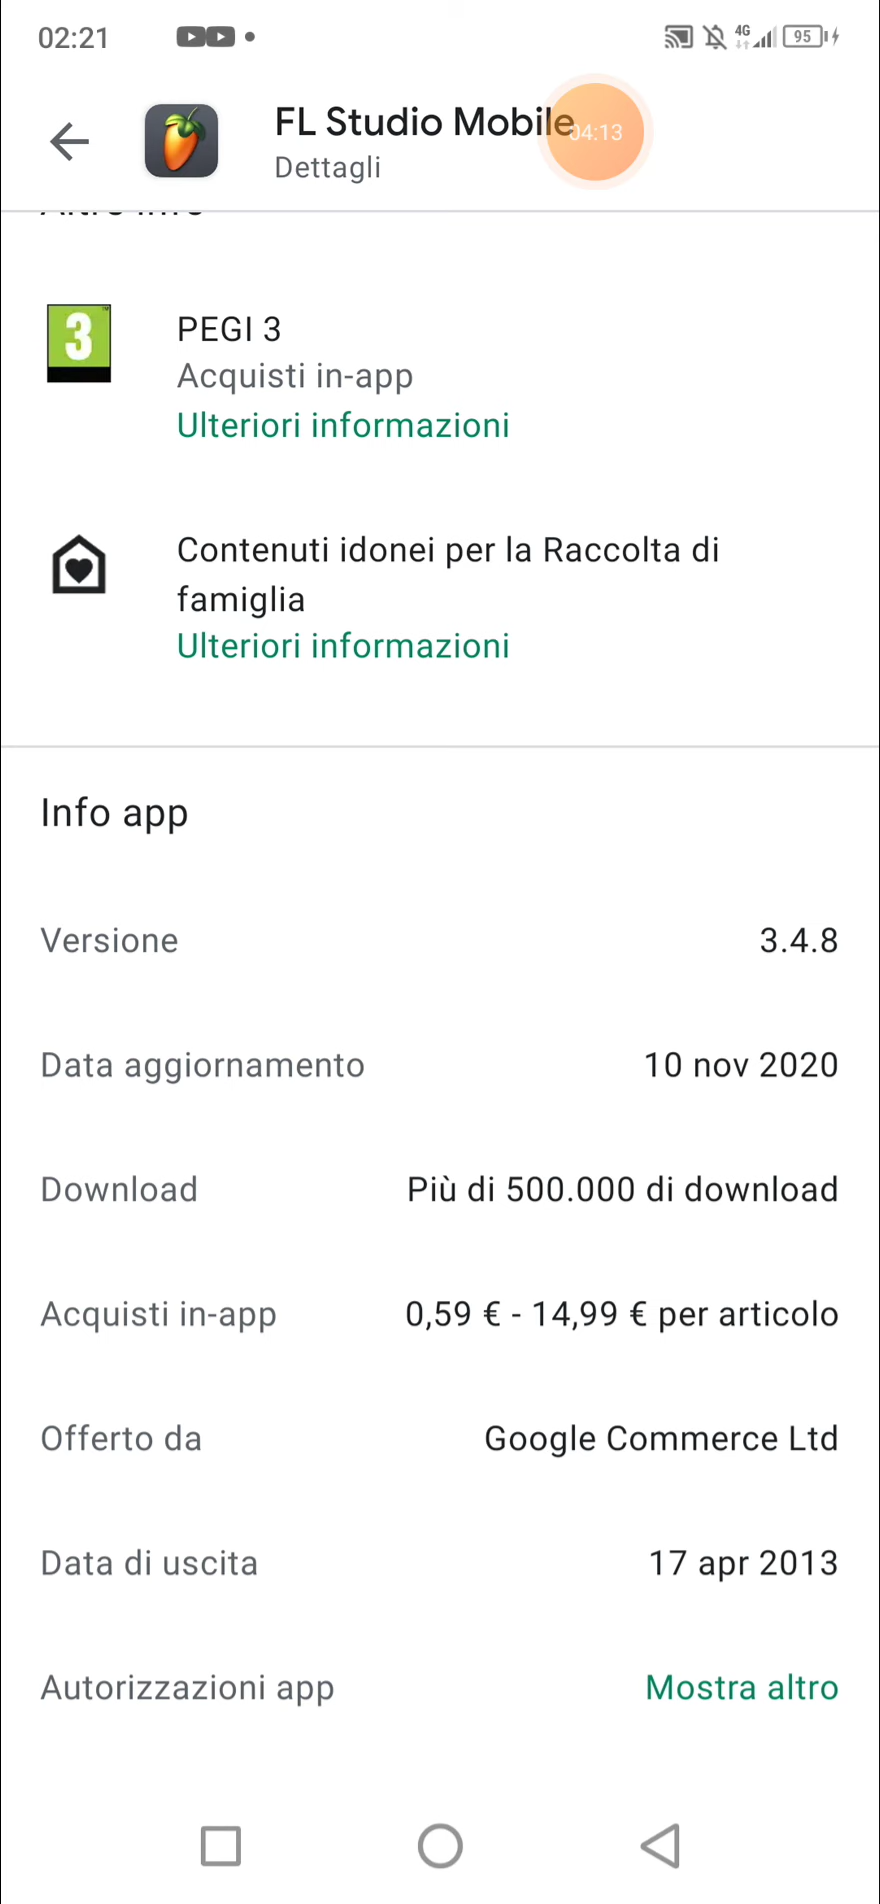 02:21
4G
95
FL Studio Mobile
04:13
Dettagli
3
PEGI 3
Acquisti in-app
Ulteriori informazioni
Contenuti idonei per la Raccolta di
famiglia
Ulteriori informazioni
Info app
Versione 3.4.8
Data aggiornamento 10 nov 2020
Download Più di 500.000 di download
Acquisti in-app 0,59 € - 14,99 € per articolo
Offerto da Google Commerce Ltd
Data di uscita 17 apr 2013
Autorizzazioni app Mostra altro